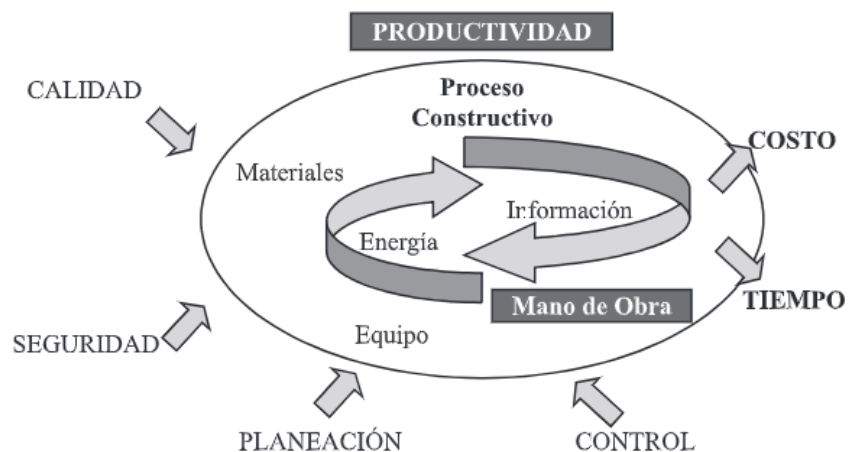 PRODUCTIVIDAD
CALIDAD
Proceso
Constructivo
COSTO
Materiales
Información
Energía
Mano de Obra
TIEMPO
Equipo
SEGURIDAD
PLANEACIÓN
CONTROL